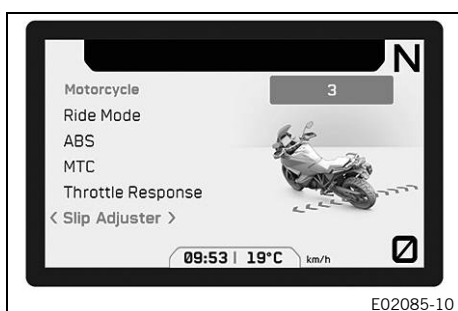 N
Motorcycle 3
Ride Mode
ABS
MTC
Throttle Response
< Slip Adjuster >
09:53 | 19°C km/h
0
E02085-10